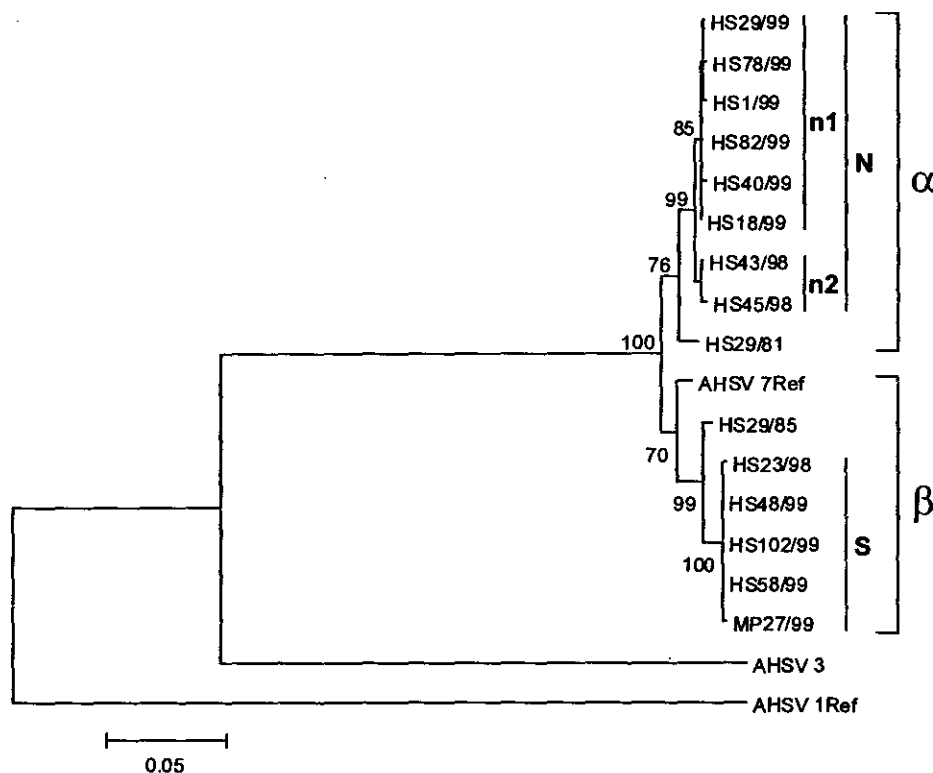 HS29/99
HS78/99
HS1/99
85
n1
HS82/99
N
α
HS40/99
99
HS18/99
76
HS43/98
n2
HS45/98
100
HS29/81
AHSV 7Ref
HS29/85
70
HS23/98
99
HS48/99
β
HS102/99
S
100
HS58/99
MP27/99
AHSV 3
AHSV 1Ref
0.05